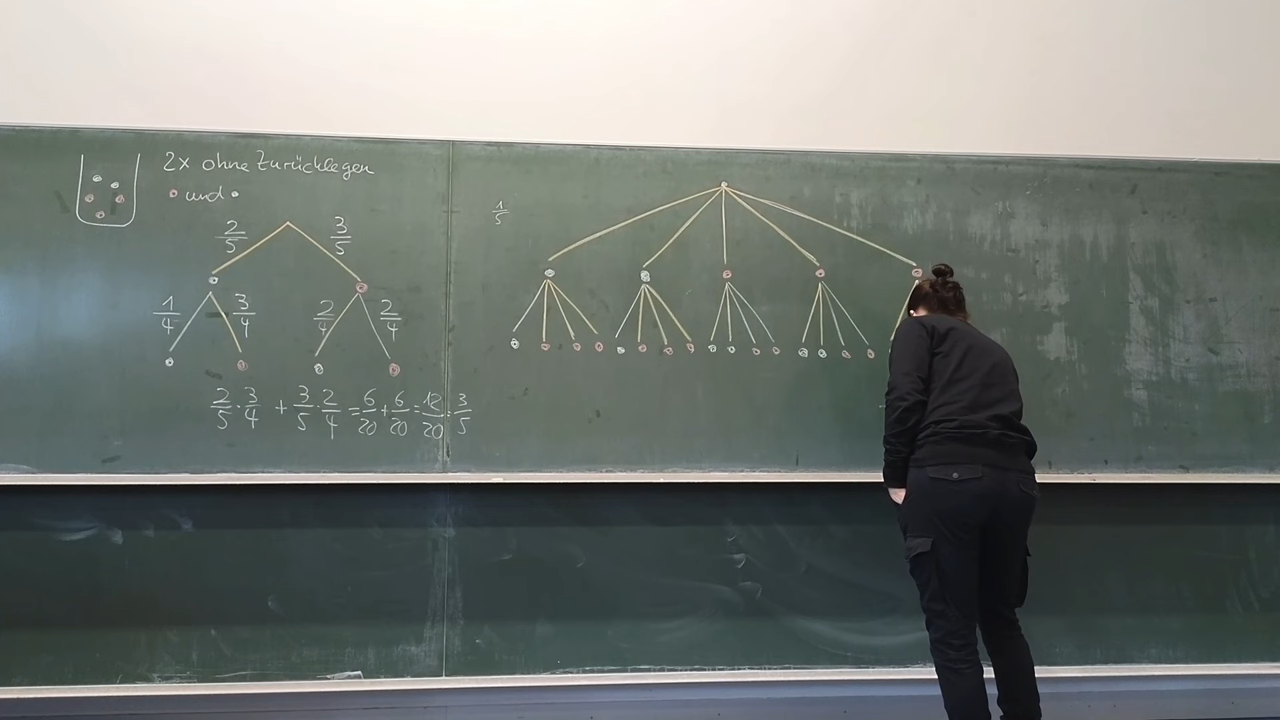 2x ohne Zurücklegen
und
2/5 3/5
1/4 3/4 2/4 2/4
2/5 · 3/4 + 3/5 · 2/4 = 6/20 + 6/20 = 12/20 = 3/5
1/5